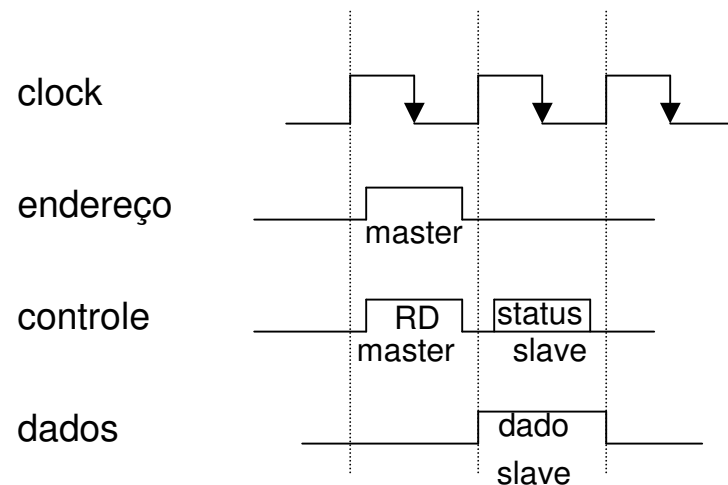 clock
endereço
master
controle
RD
status
master
slave
dados
dado
slave